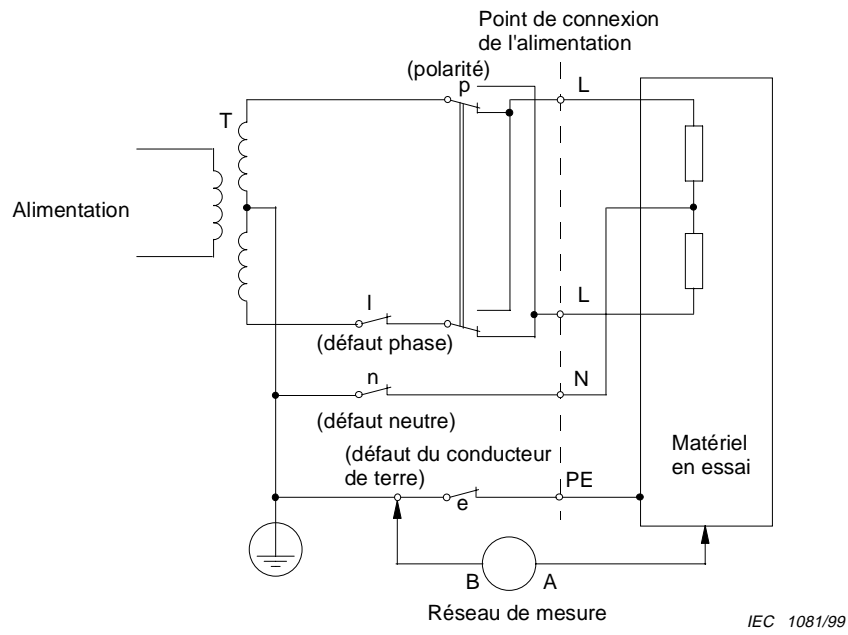 Point de connexion
de l'alimentation
(polarité)
p
L
T
Alimentation
l
L
(défaut phase)
n
N
(défaut neutre)
(défaut du conducteur
de terre)
e
PE
Matériel
en essai
B
A
Réseau de mesure
IEC 1081/99